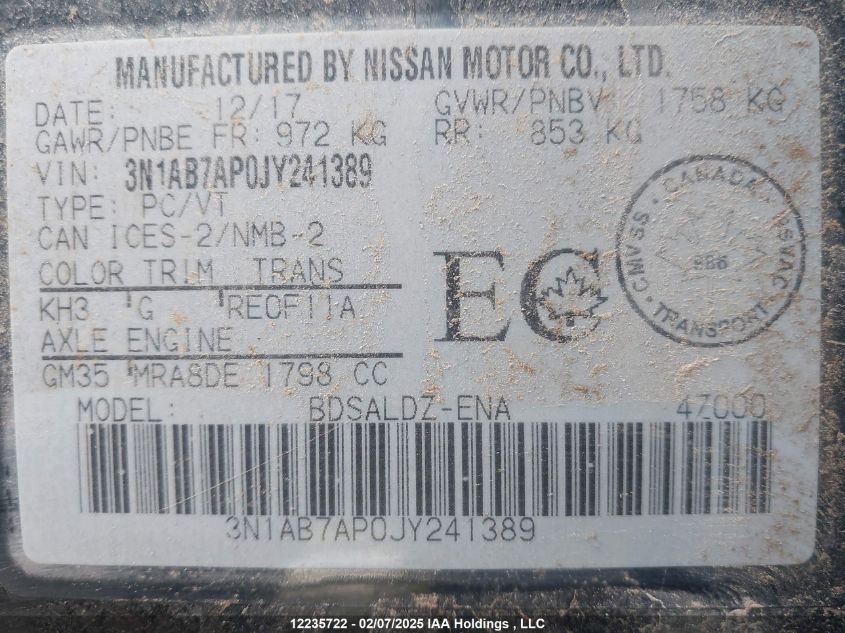 MANUFACTURED BY NISSAN MOTOR CO., LTD.
DATE: 12/17 GVWR/PNBV 1758 KG
GAWR/PNBE FR: 972 KG RR: 853 KG
VIN: 3N1AB7AP0JY241389
TYPE: PC/VT
CAN ICES-2/NMB-2
COLOR TRIM TRANS
KH3 G RE0F11A
AXLE ENGINE
GM35 MRA8DE 1798 CC
EC
CANADA
C.M.V.S.S. - N.S.V.A.C.
886
TRANSPORT
MODEL: BDSALDZ-ENA 47000
3N1AB7AP0JY241389
12235722 - 02/07/2025 IAA Holdings , LLC